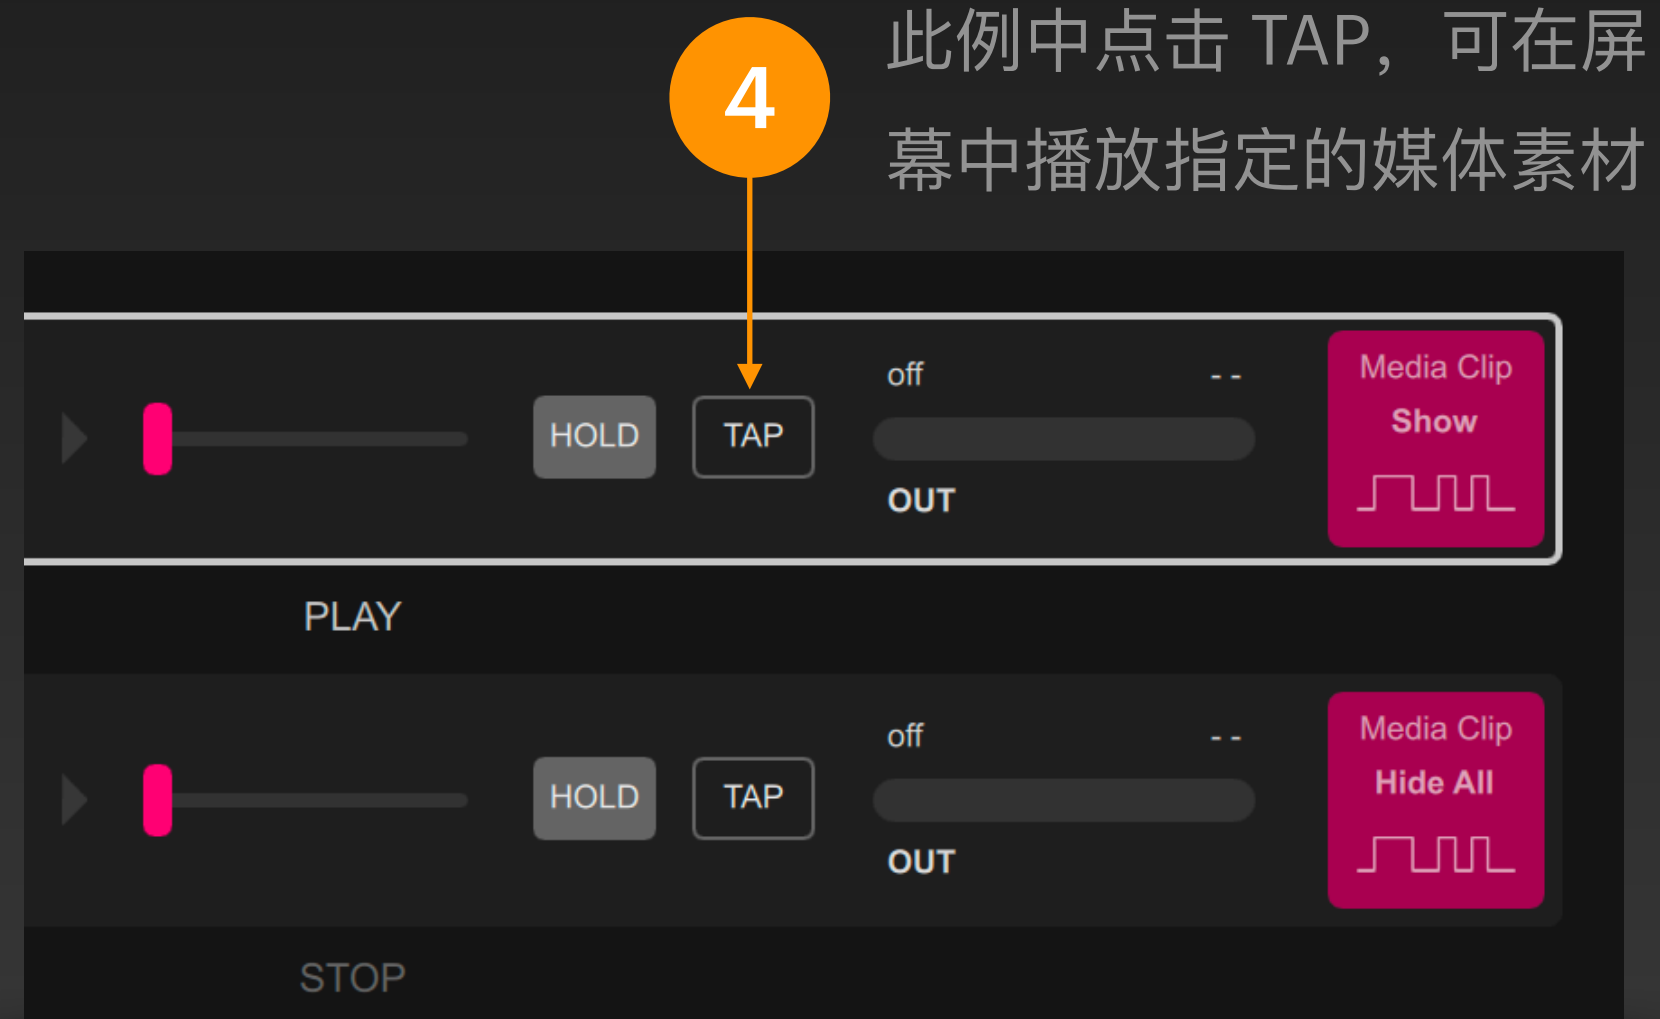 此例中点击 TAP，可在屏
幕中播放指定的媒体素材
4
HOLD
TAP
off
--
OUT
Media Clip
Show
PLAY
HOLD
TAP
off
--
OUT
Media Clip
Hide All
STOP